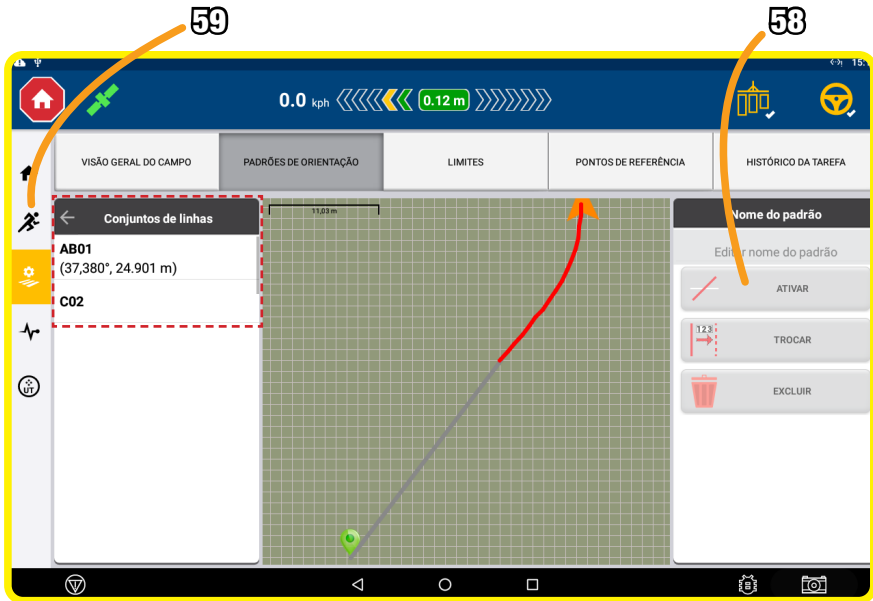 59
58
15:
0.0 kph
0.12 m
VISÃO GERAL DO CAMPO
PADRÕES DE ORIENTAÇÃO
LIMITES
PONTOS DE REFERÊNCIA
HISTÓRICO DA TAREFA
Conjuntos de linhas
AB01
(37,380°, 24.901 m)
C02
11,03 m
Nome do padrão
Editar nome do padrão
ATIVAR
123
TROCAR
EXCLUIR
UT